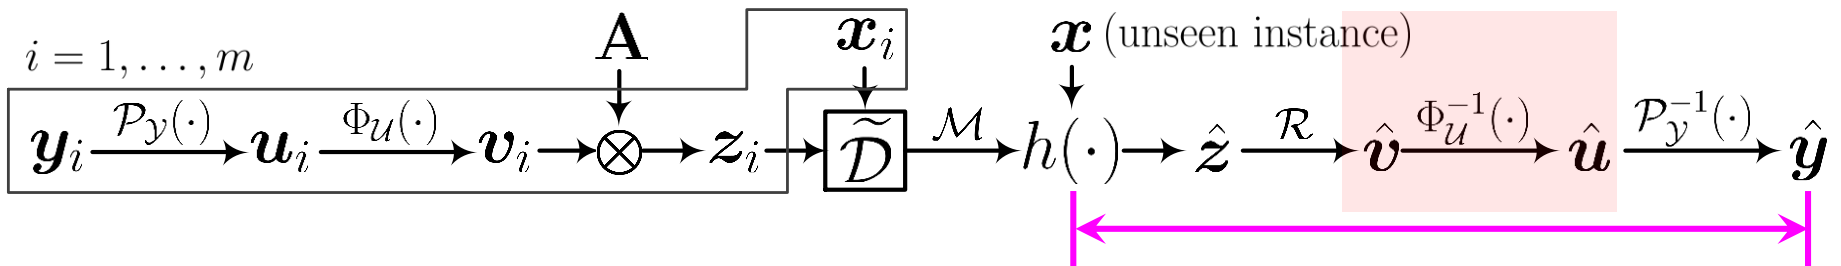 i = 1, . . . , m
A
x_i
x (unseen instance)
y_i P_Y(·) u_i Φ_U(·) v_i ⊗ z_i D̃ M h(·) ẑ R v̂ Φ_U^{-1}(·) û P_Y^{-1}(·) ŷ